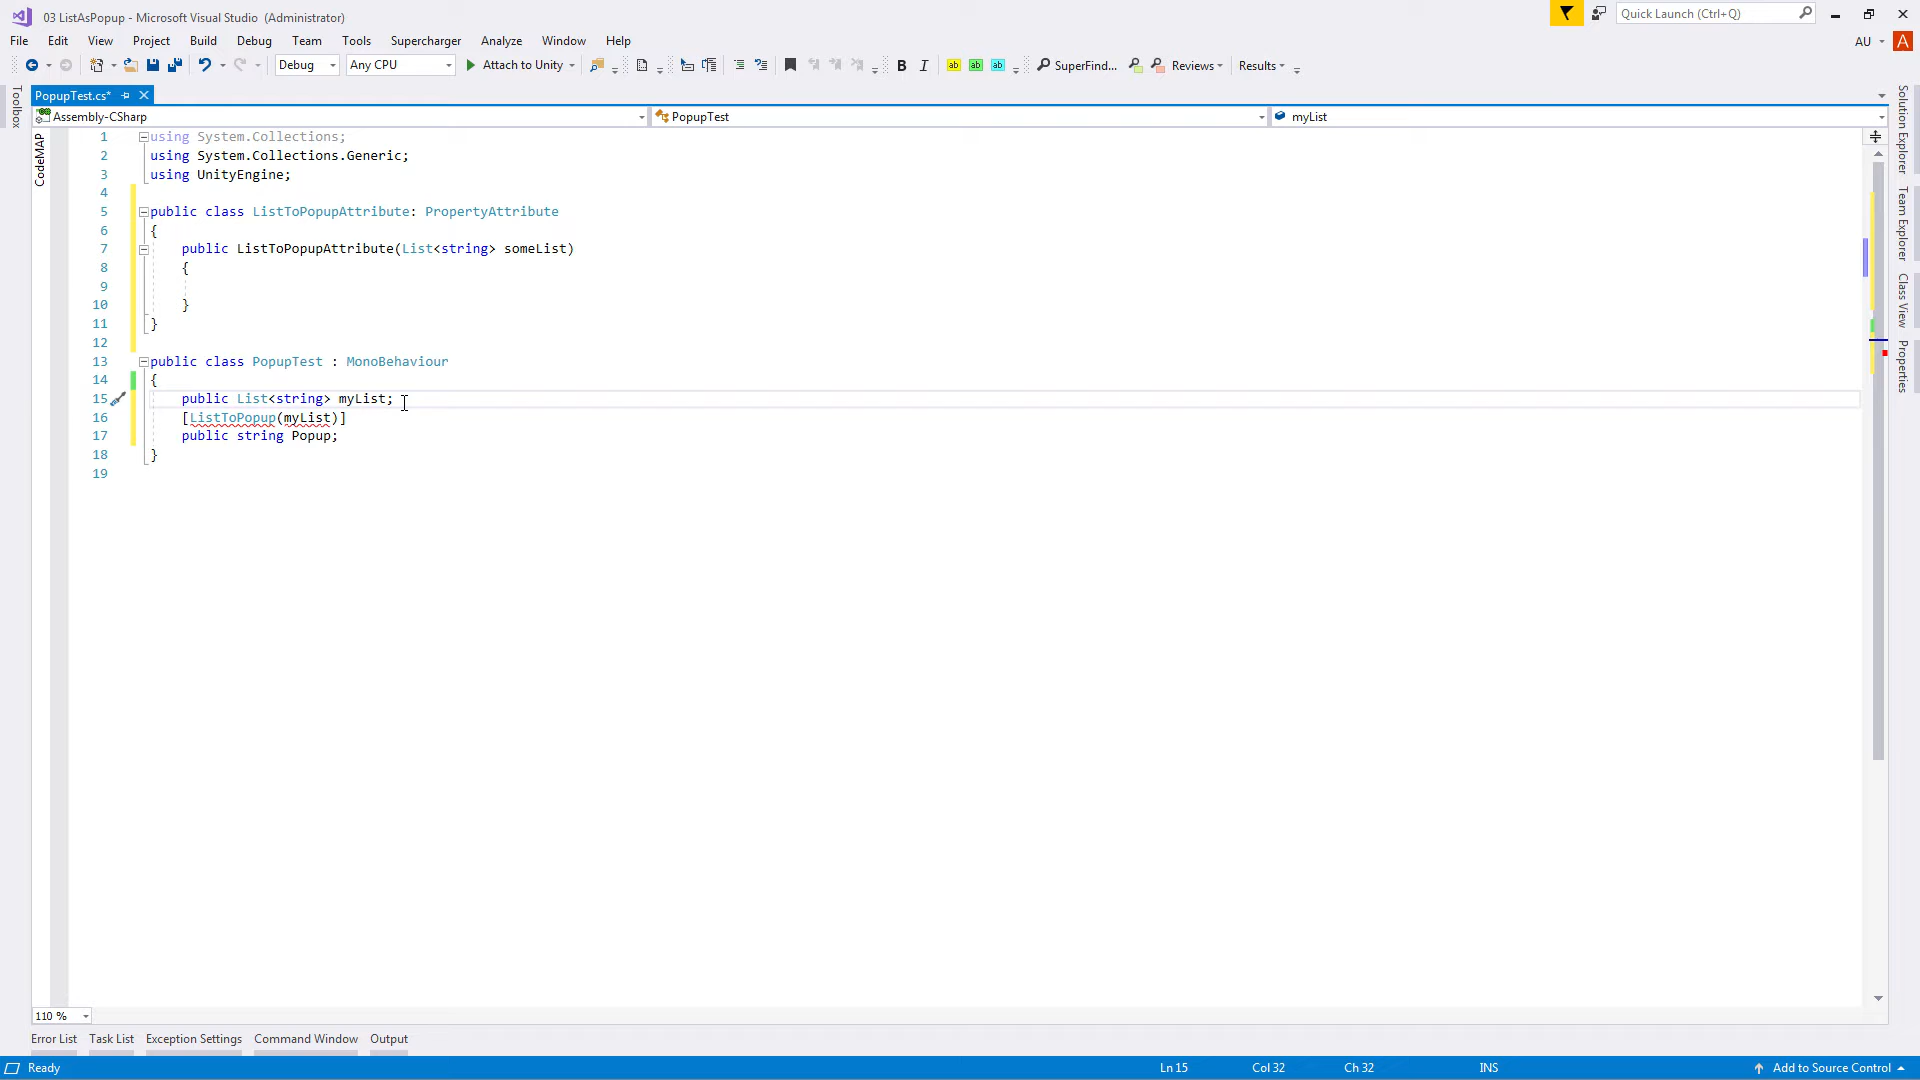 03 ListAsPopup - Microsoft Visual Studio (Administrator)
Quick Launch (Ctrl+Q)
File Edit View Project Build Debug Team Tools Supercharger Analyze Window Help
AU A
Debug Any CPU Attach to Unity B I ab ab ab SuperFind... Reviews Results
PopupTest.cs*
Toolbox
Assembly-CSharp PopupTest myList
CodeMAP
1 using System.Collections;
2 using System.Collections.Generic;
3 using UnityEngine;
4
5 public class ListToPopupAttribute: PropertyAttribute
6 {
7 public ListToPopupAttribute(List<string> someList)
8 {
9
10 }
11 }
12
13 public class PopupTest : MonoBehaviour
14 {
15 public List<string> myList;
16 [ListToPopup(myList)]
17 public string Popup;
18 }
19
Solution Explorer
Team Explorer
Class View
Properties
110 %
Error List Task List Exception Settings Command Window Output
Ready Ln 15 Col 32 Ch 32 INS Add to Source Control